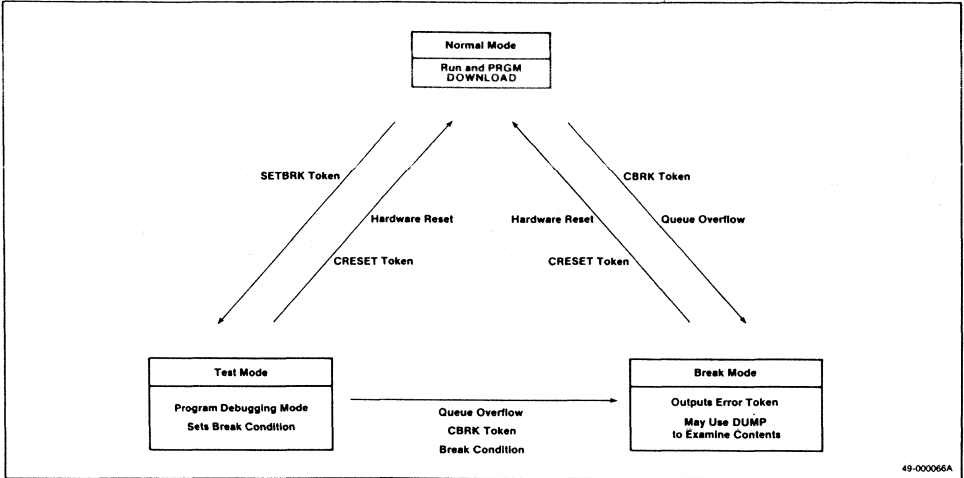 Normal Mode
Run and PRGM
DOWNLOAD
SETBRK Token
CBRK Token
Hardware Reset
Hardware Reset
Queue Overflow
CRESET Token
CRESET Token
Test Mode
Program Debugging Mode
Sets Break Condition
Queue Overflow
CBRK Token
Break Condition
Break Mode
Outputs Error Token
May Use DUMP
to Examine Contents
49-000066A